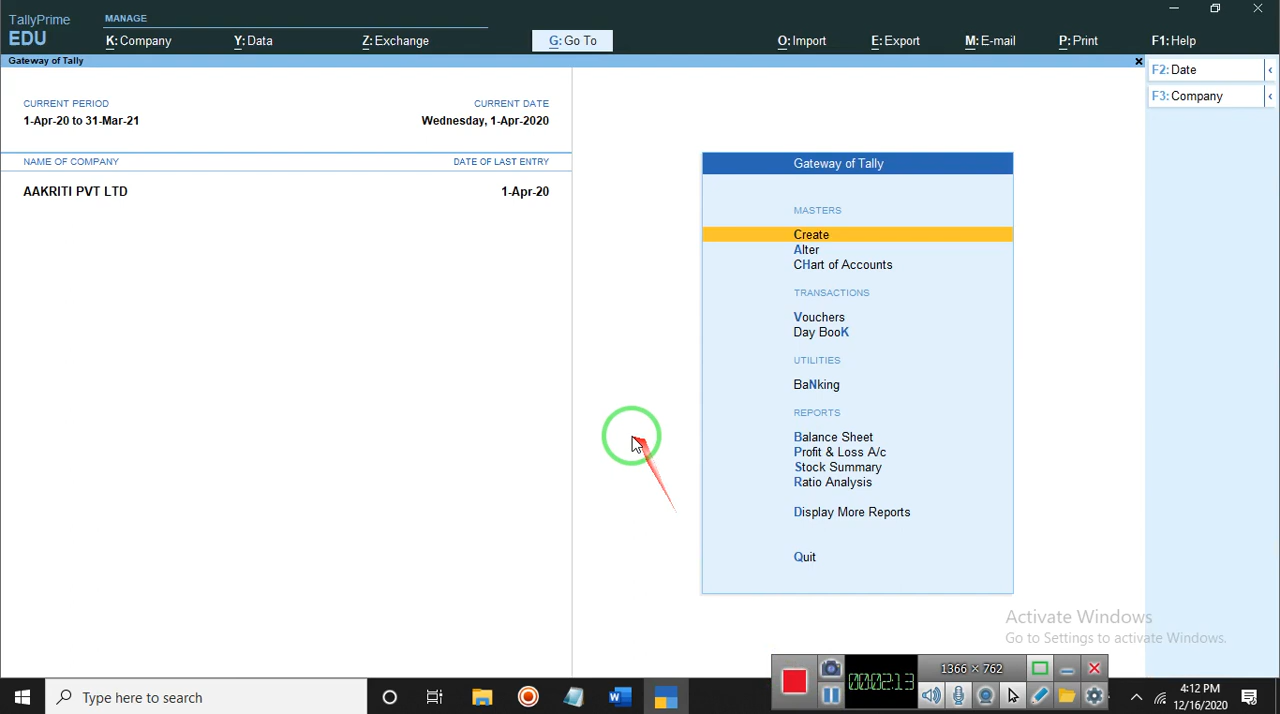 TallyPrime
EDU
MANAGE
K: Company
Y: Data
Z: Exchange
G: Go To
O: Import
E: Export
M: E-mail
P: Print
F1: Help
Gateway of Tally
F2: Date
F3: Company
CURRENT PERIOD
CURRENT DATE
1-Apr-20 to 31-Mar-21
Wednesday, 1-Apr-2020
NAME OF COMPANY
DATE OF LAST ENTRY
AAKRITI PVT LTD
1-Apr-20
Gateway of Tally
MASTERS
Create
Alter
CHart of Accounts
TRANSACTIONS
Vouchers
Day BooK
UTILITIES
BaNking
REPORTS
Balance Sheet
Profit & Loss A/c
Stock Summary
Ratio Analysis
Display More Reports
Quit
Activate Windows
Go to Settings to activate Windows.
00:02:13
1366 × 762
Type here to search
4:12 PM
12/16/2020